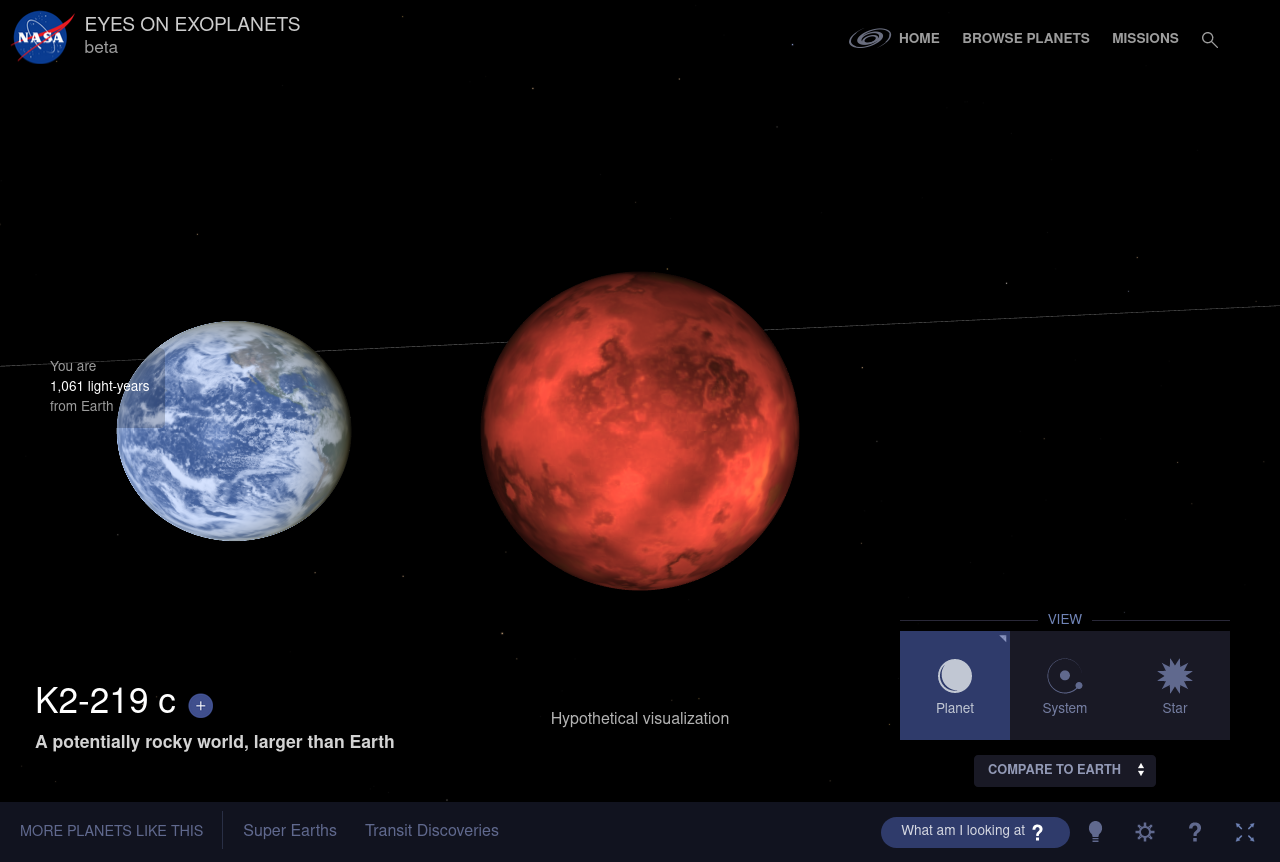 NASA
EYES ON EXOPLANETS
beta
HOME
BROWSE PLANETS
MISSIONS
You are
1,061 light-years
from Earth
VIEW
Planet
System
Star
K2-219 c +
A potentially rocky world, larger than Earth
Hypothetical visualization
COMPARE TO EARTH
MORE PLANETS LIKE THIS
Super Earths
Transit Discoveries
What am I looking at ?
?